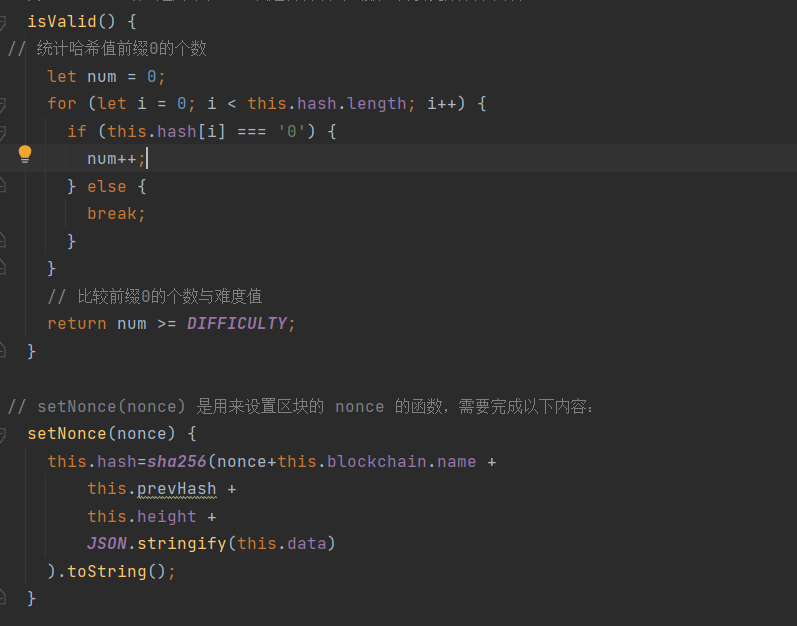 isValid() {
// 统计哈希值前缀0的个数
let num = 0;
for (let i = 0; i < this.hash.length; i++) {
if (this.hash[i] === '0') {
num++;
} else {
break;
}
}
// 比较前缀0的个数与难度值
return num >= DIFFICULTY;
}
// setNonce(nonce) 是用来设置区块的 nonce 的函数，需要完成以下内容：
setNonce(nonce) {
this.hash=sha256(nonce+this.blockchain.name +
this.prevHash +
this.height +
JSON.stringify(this.data)
).toString();
}